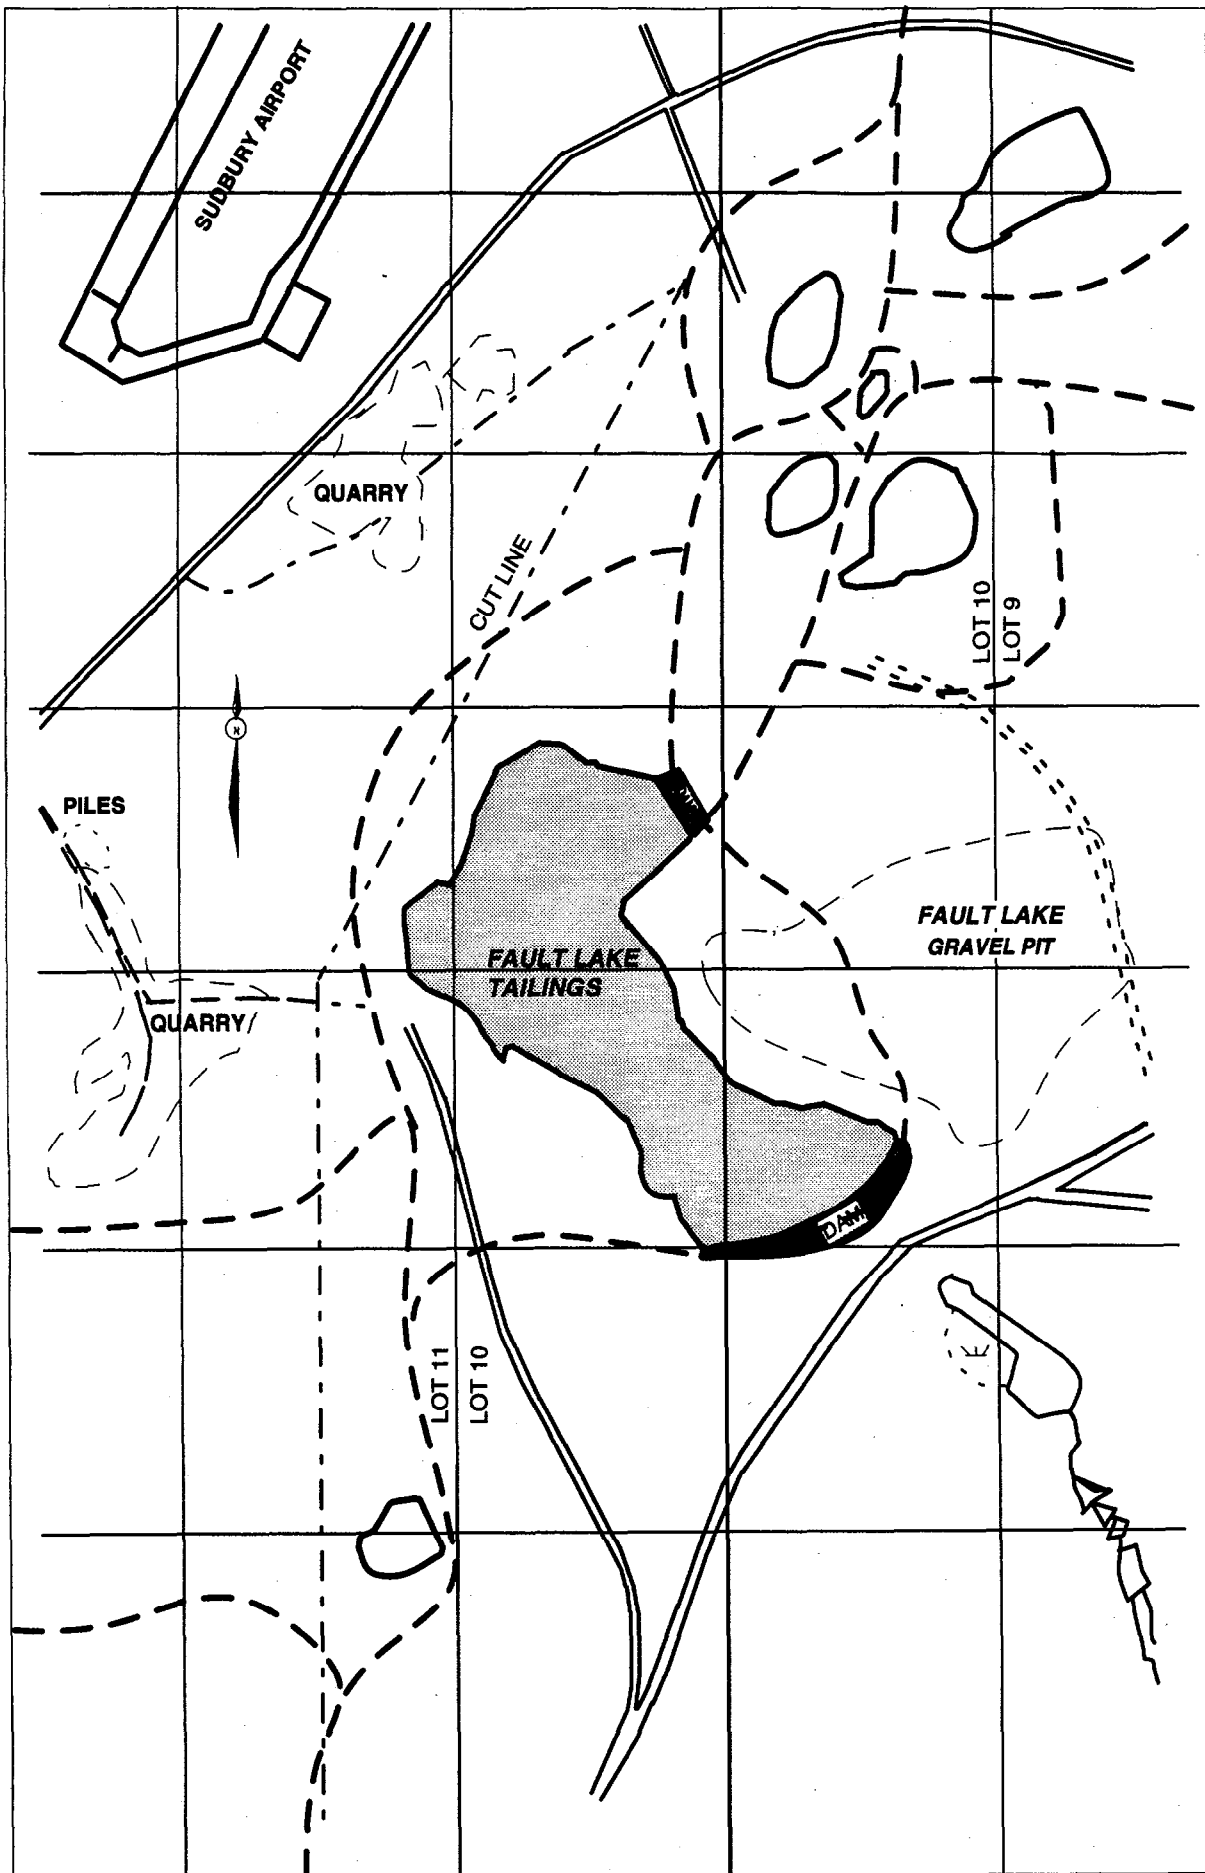 SUDBURY AIRPORT
QUARRY
CUT LINE
LOT 10
LOT 9
N
PILES
FAULT LAKE
GRAVEL PIT
FAULT LAKE
TAILINGS
QUARRY
DAM
LOT 11
LOT 10